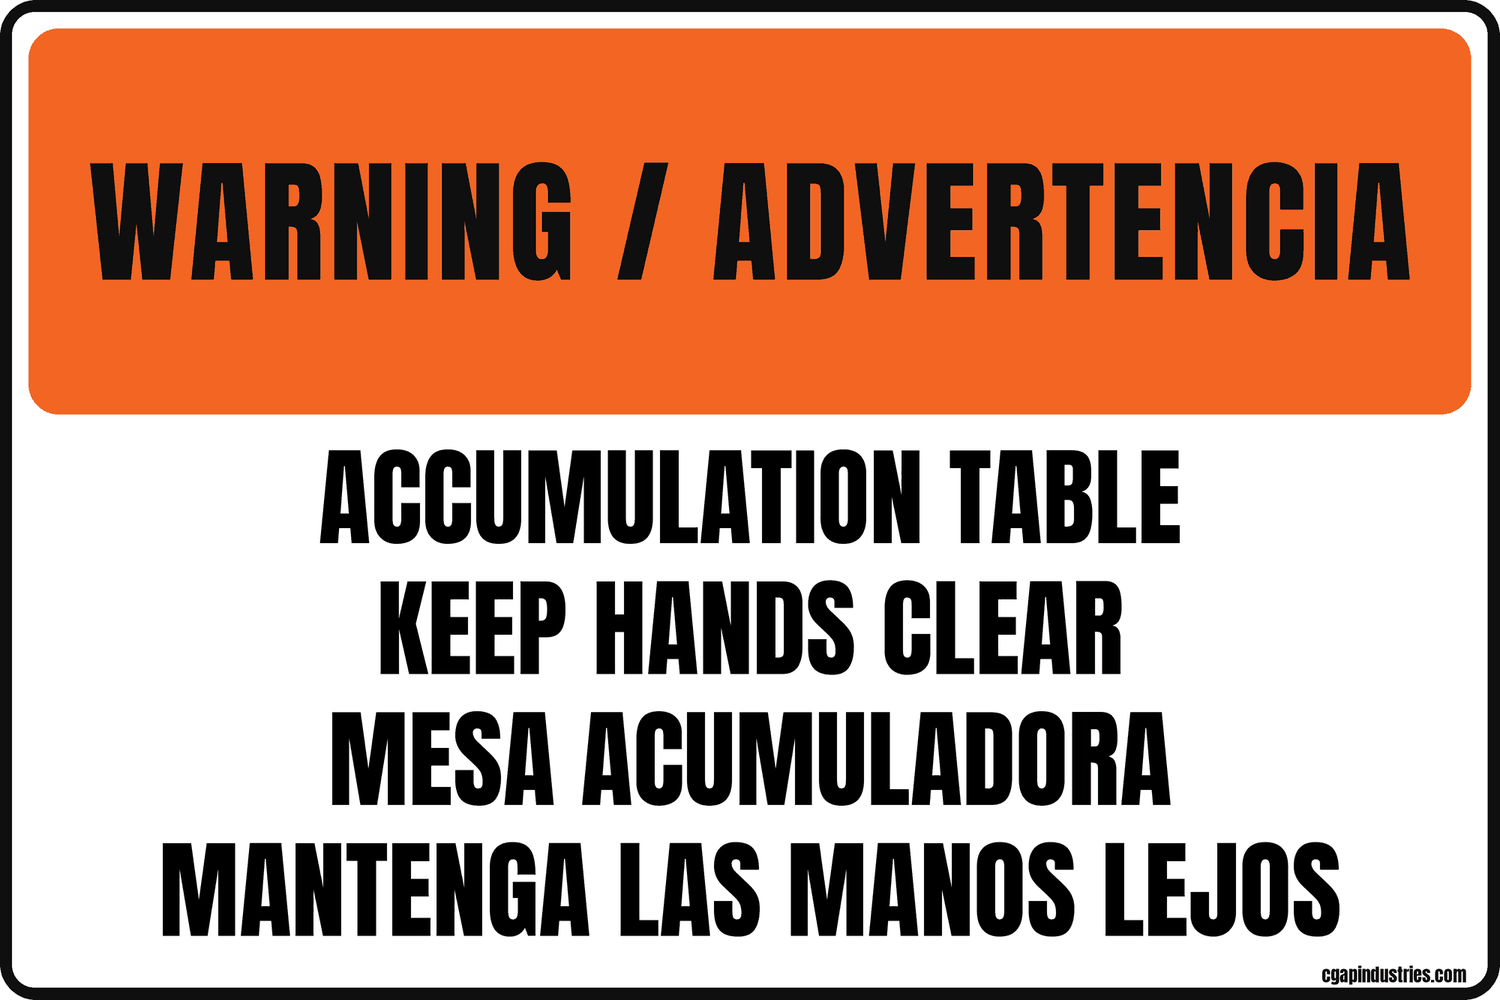 WARNING / ADVERTENCIA
ACCUMULATION TABLE
KEEP HANDS CLEAR
MESA ACUMULADORA
MANTENGA LAS MANOS LEJOS
cgapindustries.com